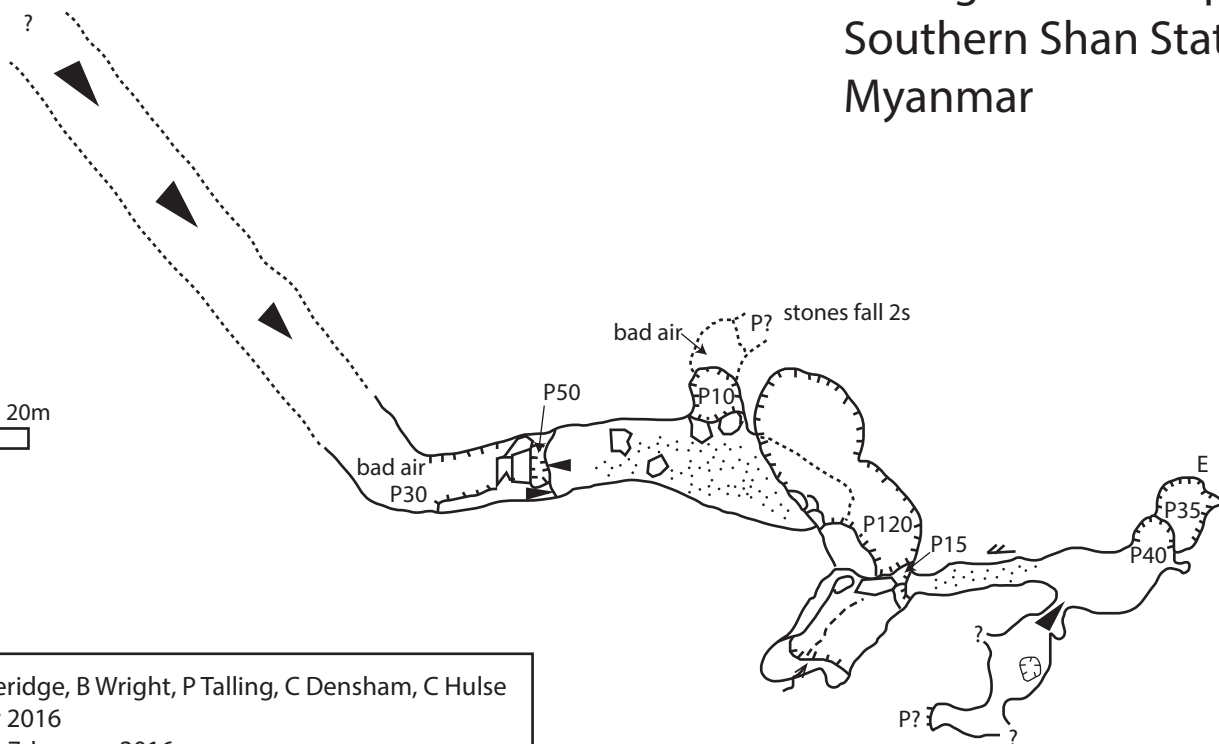 Southern Shan Stat
Myanmar
?
stones fall 2s
P?
bad air
P10
P50
20m
bad air
P30
E
P35
P120
P15
P40
?
P?
?
eridge, B Wright, P Talling, C Densham, C Hulse
2016